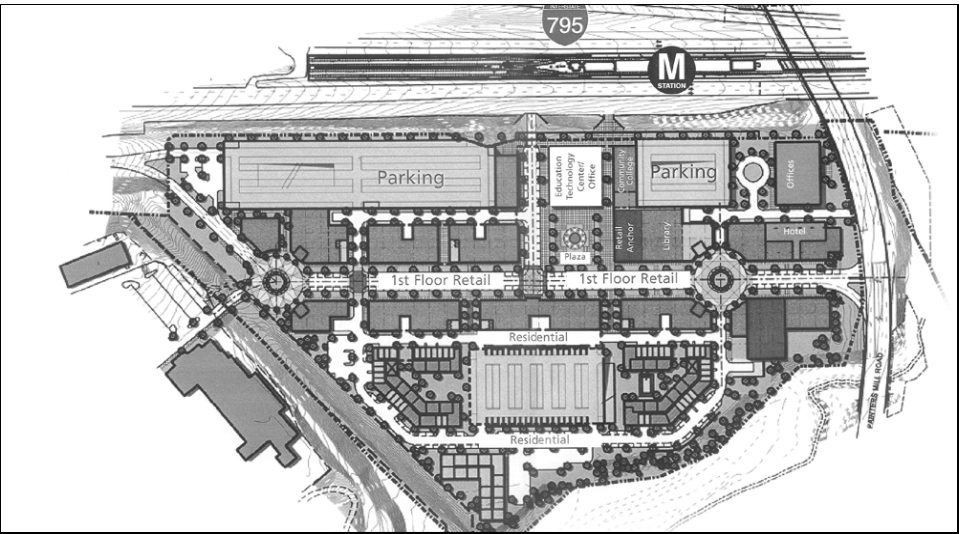 INTERSTATE
795
M
STATION
Parking
Education
Technology
Center/
Office
Community
College
Parking
Offices
Plaza
Retail
Anchor
Library
Hotel
1st Floor Retail
1st Floor Retail
Residential
Residential
PAINTERS MILL ROAD